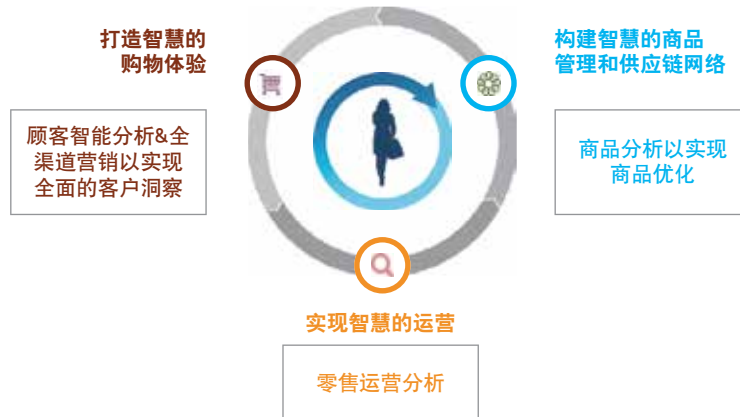 打造智慧的
购物体验
顾客智能分析&全
渠道营销以实现
全面的客户洞察
构建智慧的商品
管理和供应链网络
商品分析以实现
商品优化
实现智慧的运营
零售运营分析